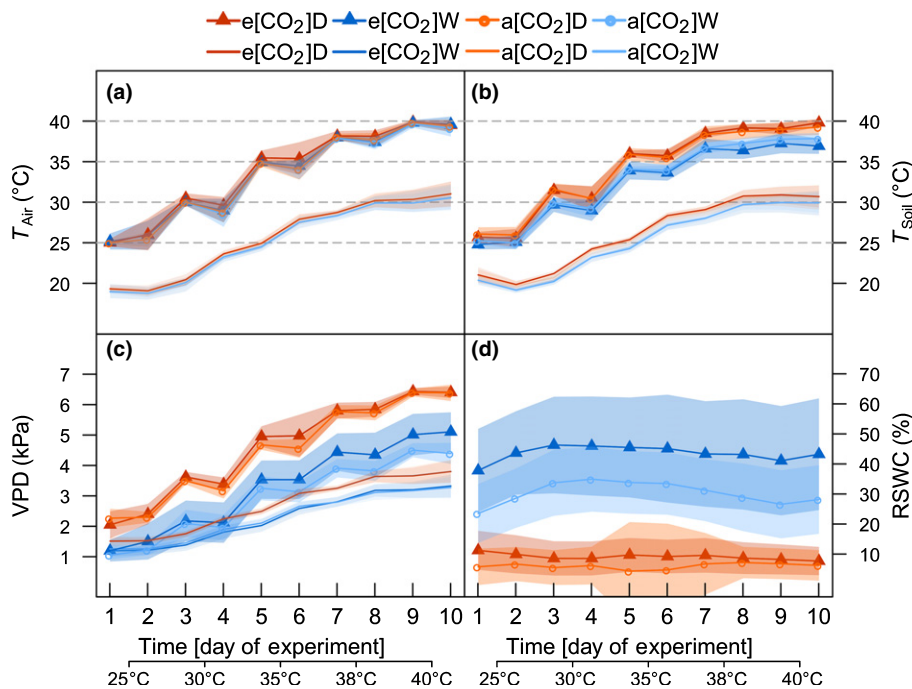 e[CO2]D e[CO2]W a[CO2]D a[CO2]W
e[CO2]D e[CO2]W a[CO2]D a[CO2]W
(a) (b)
40 40
35 35
30 30
25 25
20 20
TAir (°C)
TSoil (°C)
(c) (d)
7 70
6 60
5 50
4 40
3 30
2 20
1 10
VPD (kPa)
RSWC (%)
1 2 3 4 5 6 7 8 9 10 1 2 3 4 5 6 7 8 9 10
Time [day of experiment] Time [day of experiment]
25°C 30°C 35°C 38°C 40°C 25°C 30°C 35°C 38°C 40°C